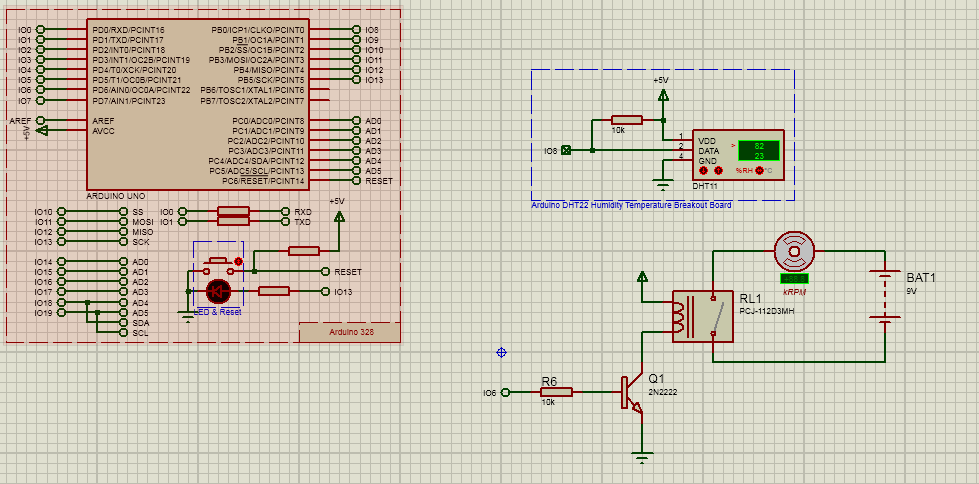 IO0 PD0/RXD/PCINT16 PB0/ICP1/CLKO/PCINT0 IO8
IO1 PD1/TXD/PCINT17 PB1/OC1A/PCINT1 IO9
IO2 PD2/INT0/PCINT18 PB2/SS/OC1B/PCINT2 IO10
IO3 PD3/INT1/OC2B/PCINT19 PB3/MOSI/OC2A/PCINT3 IO11
IO4 PD4/T0/XCK/PCINT20 PB4/MISO/PCINT4 IO12
IO5 PD5/T1/OC0B/PCINT21 PB5/SCK/PCINT5 IO13
IO6 PD6/AIN0/OC0A/PCINT22 PB6/TOSC1/XTAL1/PCINT6
IO7 PD7/AIN1/PCINT23 PB7/TOSC2/XTAL2/PCINT7
AREF AREF PC0/ADC0/PCINT8 AD0
+5V AVCC PC1/ADC1/PCINT9 AD1
PC2/ADC2/PCINT10 AD2
PC3/ADC3/PCINT11 AD3
PC4/ADC4/SDA/PCINT12 AD4
PC5/ADC5/SCL/PCINT13 AD5
PC6/RESET/PCINT14 RESET
ARDUINO UNO
IO10 SS IO0 RXD
IO11 MOSI IO1 TXD
IO12 MISO
IO13 SCK
+5V
IO14 AD0
IO15 AD1
IO16 AD2
IO17 AD3
IO18 AD4
IO19 AD5
SDA
SCL
RESET
IO13
LED & Reset
Arduino 328
+5V
10k
IO8
1 VDD
2 DATA
4 GND
>
82
23
%RH °C
DHT11
Arduino DHT22 Humidity Temperature Breakout Board
kRPM
BAT1
9V
RL1
PCJ-112D3MH
Q1
2N2222
IO6
R6
10k